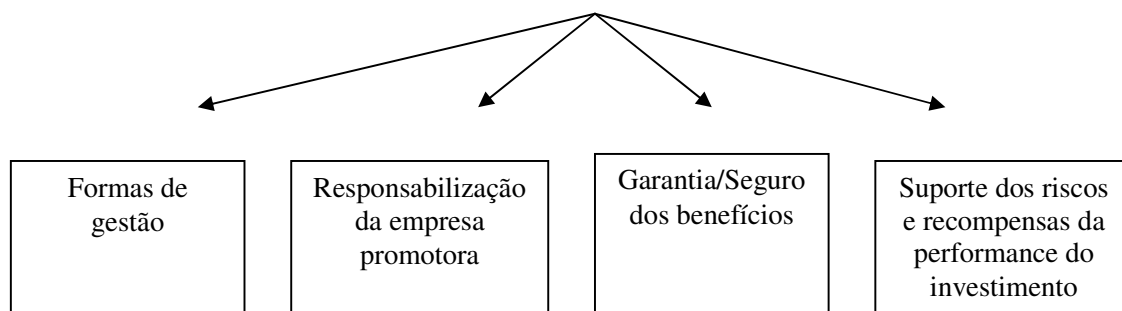 Formas de
gestão
Responsabilização
da empresa
promotora
Garantia/Seguro
dos benefícios
Suporte dos riscos
e recompensas da
performance do
investimento